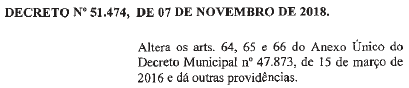 DECRETO Nº 51.474, DE 07 DE NOVEMBRO DE 2018.
Altera os arts. 64, 65 e 66 do Anexo Único do
Decreto Municipal nº 47.873, de 15 de março de
2016 e dá outras providências.